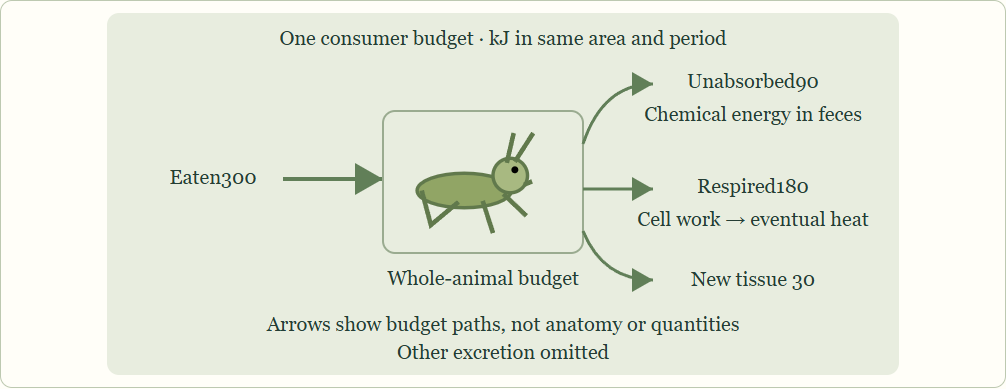 One consumer budget · kJ in same area and period
Unabsorbed90
Chemical energy in feces
Eaten300
Respired180
Cell work → eventual heat
Whole-animal budget
New tissue 30
Arrows show budget paths, not anatomy or quantities
Other excretion omitted